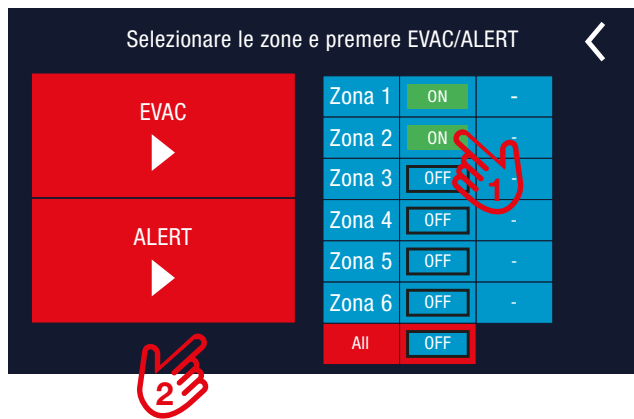 Selezionare le zone e premere EVAC/ALERT
EVAC
ALERT
Zona 1 ON -
Zona 2 ON -
Zona 3 OFF -
Zona 4 OFF -
Zona 5 OFF -
Zona 6 OFF -
All OFF
1
2